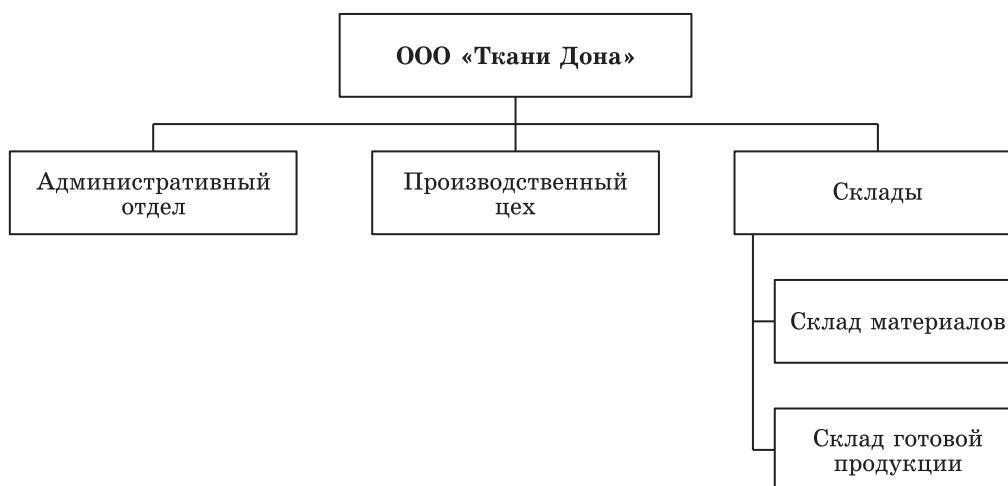 ООО «Ткани Дона»
Административный
отдел
Производственный
цех
Склады
Склад материалов
Склад готовой
продукции